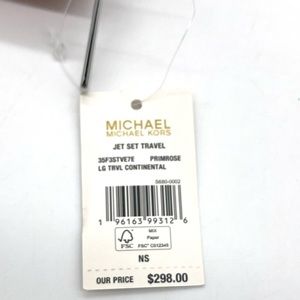 MICHAEL
MICHAEL KORS
JET SET TRAVEL
35F3STVE7E PRIMROSE
LG TRVL CONTINENTAL
5680-0002
1 96163 99312 6
FSC
MIX
Paper
FSC® C012345
NS
OUR PRICE $298.00